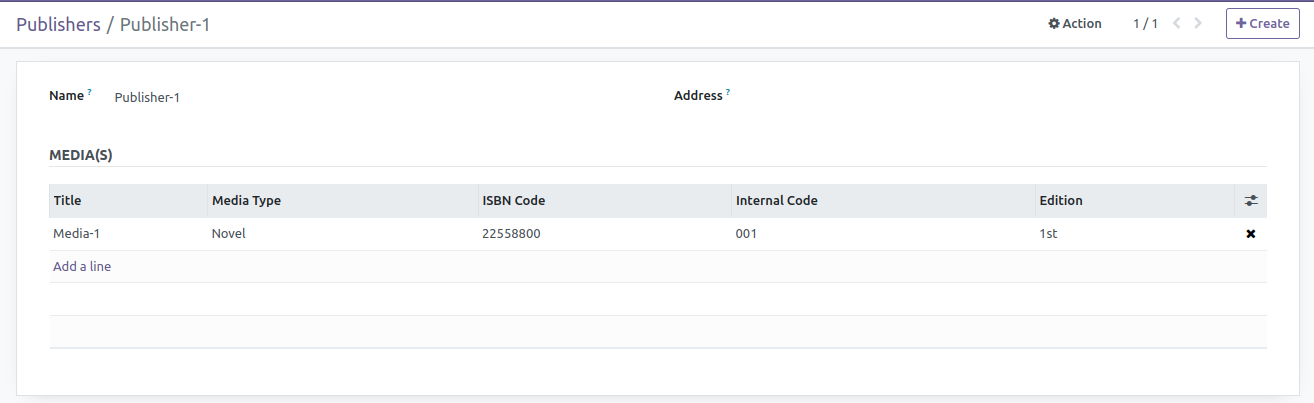 Publishers / Publisher-1
Action 1 / 1 Create
Name ? Publisher-1 Address ?
MEDIA(S)
Title Media Type ISBN Code Internal Code Edition
Media-1 Novel 22558800 001 1st
Add a line